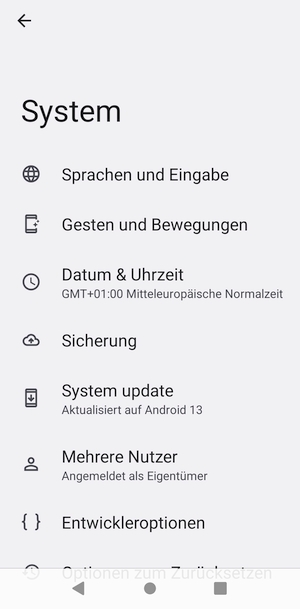 System
Sprachen und Eingabe
Gesten und Bewegungen
Datum & Uhrzeit
GMT+01:00 Mitteleuropäische Normalzeit
Sicherung
System update
Aktualisiert auf Android 13
Mehrere Nutzer
Angemeldet als Eigentümer
Entwickleroptionen
Optionen zum Zurücksetzen